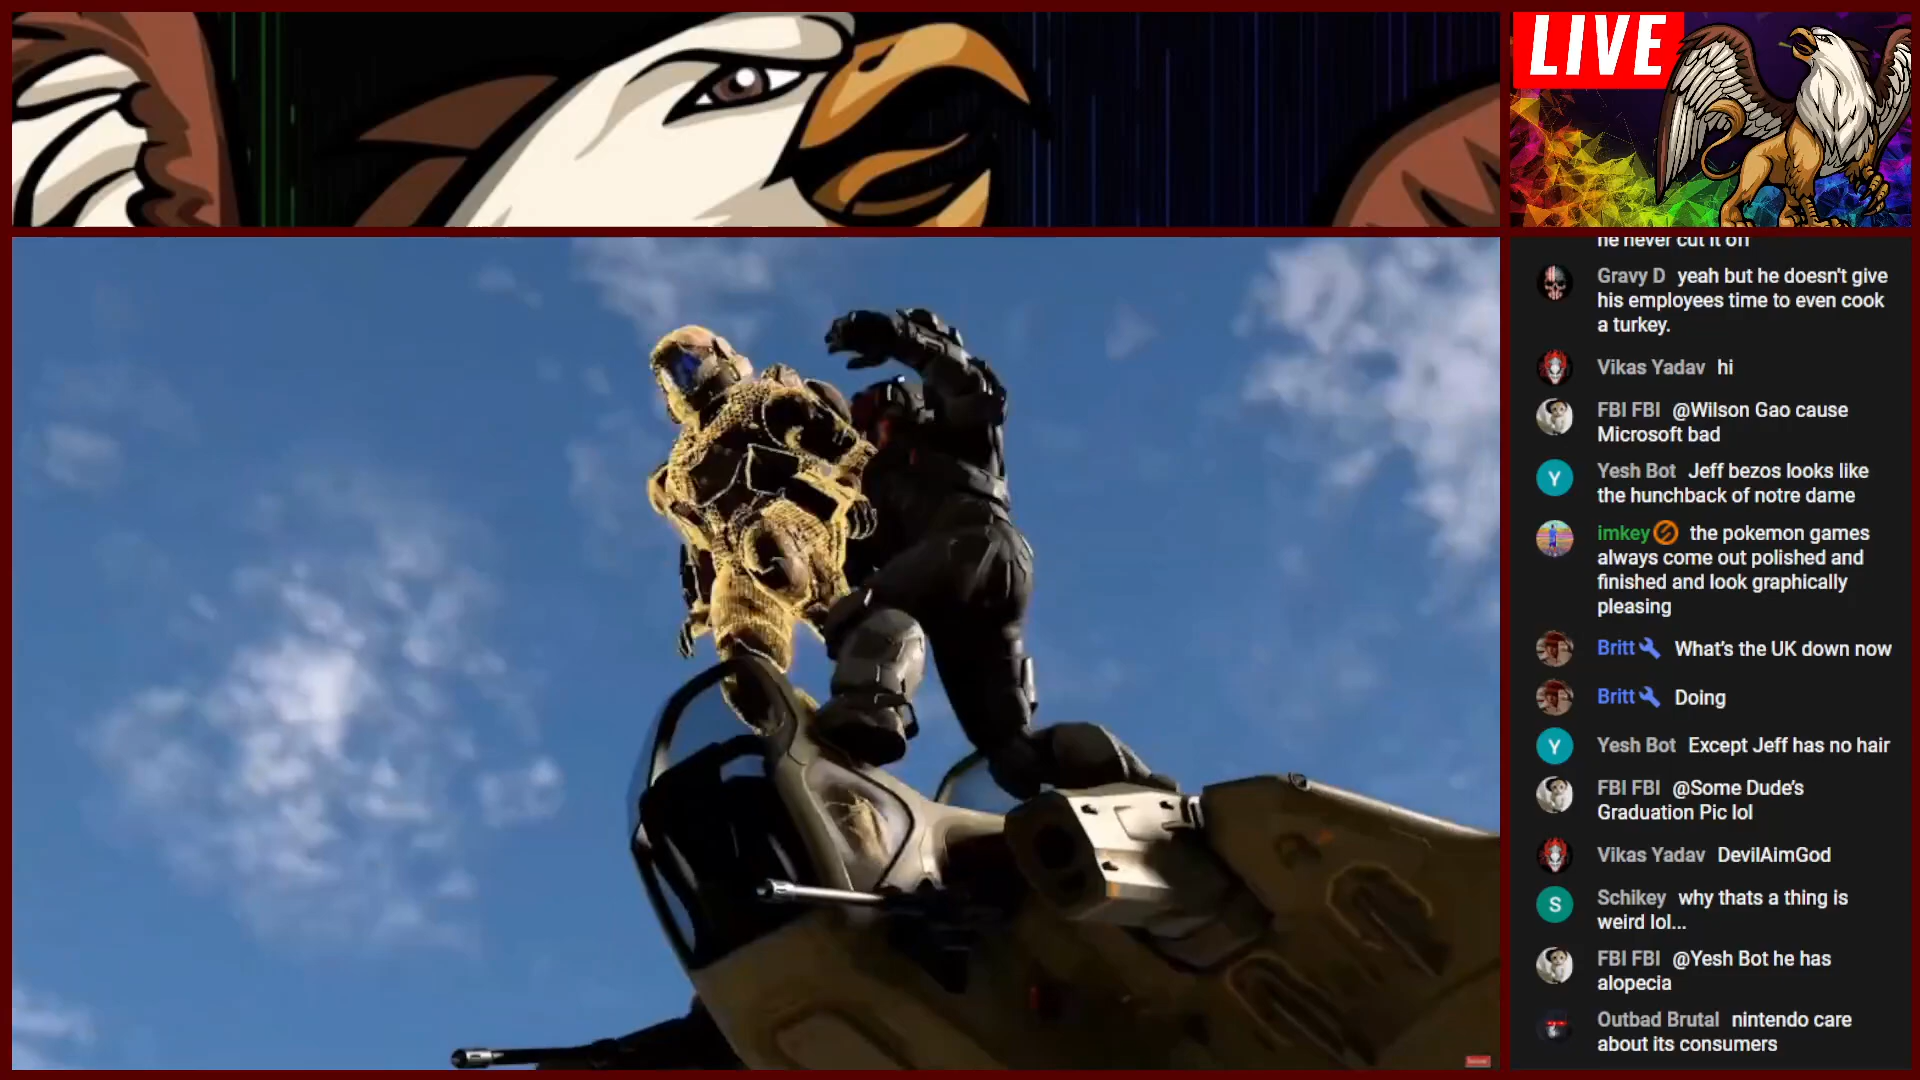 LIVE
he never cut it off
Gravy D yeah but he doesn't give
his employees time to even cook
a turkey.
Vikas Yadav hi
FBI FBI @Wilson Gao cause
Microsoft bad
Y
Yesh Bot Jeff bezos looks like
the hunchback of notre dame
imkey the pokemon games
always come out polished and
finished and look graphically
pleasing
Britt What's the UK down now
Britt Doing
Y
Yesh Bot Except Jeff has no hair
FBI FBI @Some Dude's
Graduation Pic lol
Vikas Yadav DevilAimGod
S
Schikey why thats a thing is
weird lol...
FBI FBI @Yesh Bot he has
alopecia
Outbad Brutal nintendo care
about its consumers